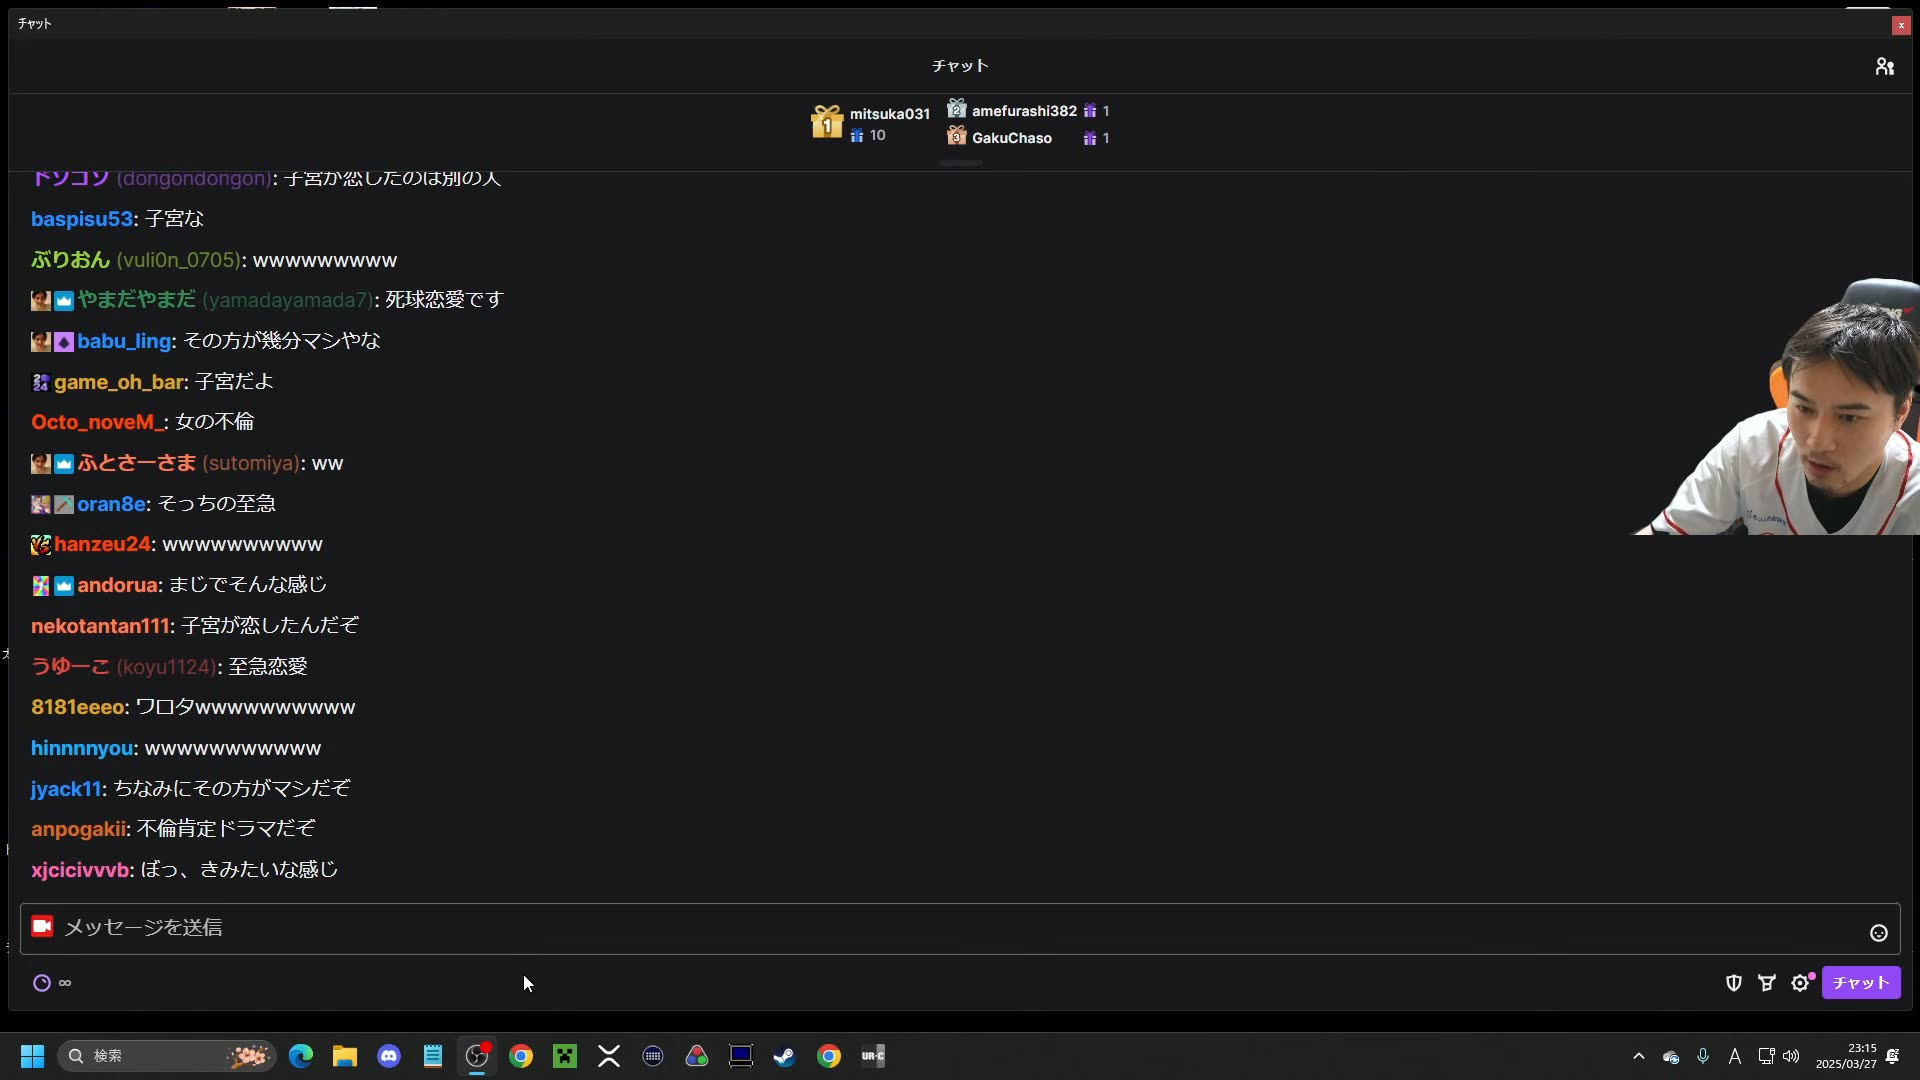 チャット
チャット
mitsuka031
10
amefurashi382 1
GakuChaso 1
ドンゴン (dongondongon): 子宮が恋したのは別の人
baspisu53: 子宮な
ぶりおん (vuli0n_0705): wwwwwwwww
やまだやまだ (yamadayamada7): 死球恋愛です
babu_ling: その方が幾分マシやな
game_oh_bar: 子宮だよ
Octo_noveM_: 女の不倫
ふとさーさま (sutomiya): ww
oran8e: そっちの至急
hanzeu24: wwwwwwwwww
andorua: まじでそんな感じ
nekotantan111: 子宮が恋したんだぞ
うゆーこ (koyu1124): 至急恋愛
8181eeeo: ワロタwwwwwwwwww
hinnnnyou: wwwwwwwwwww
jyack11: ちなみにその方がマシだぞ
anpogakii: 不倫肯定ドラマだぞ
xjcicivvvb: ぼっ、きみたいな感じ
メッセージを送信
∞
チャット
検索
UR-C
A
23:15
2025/03/27